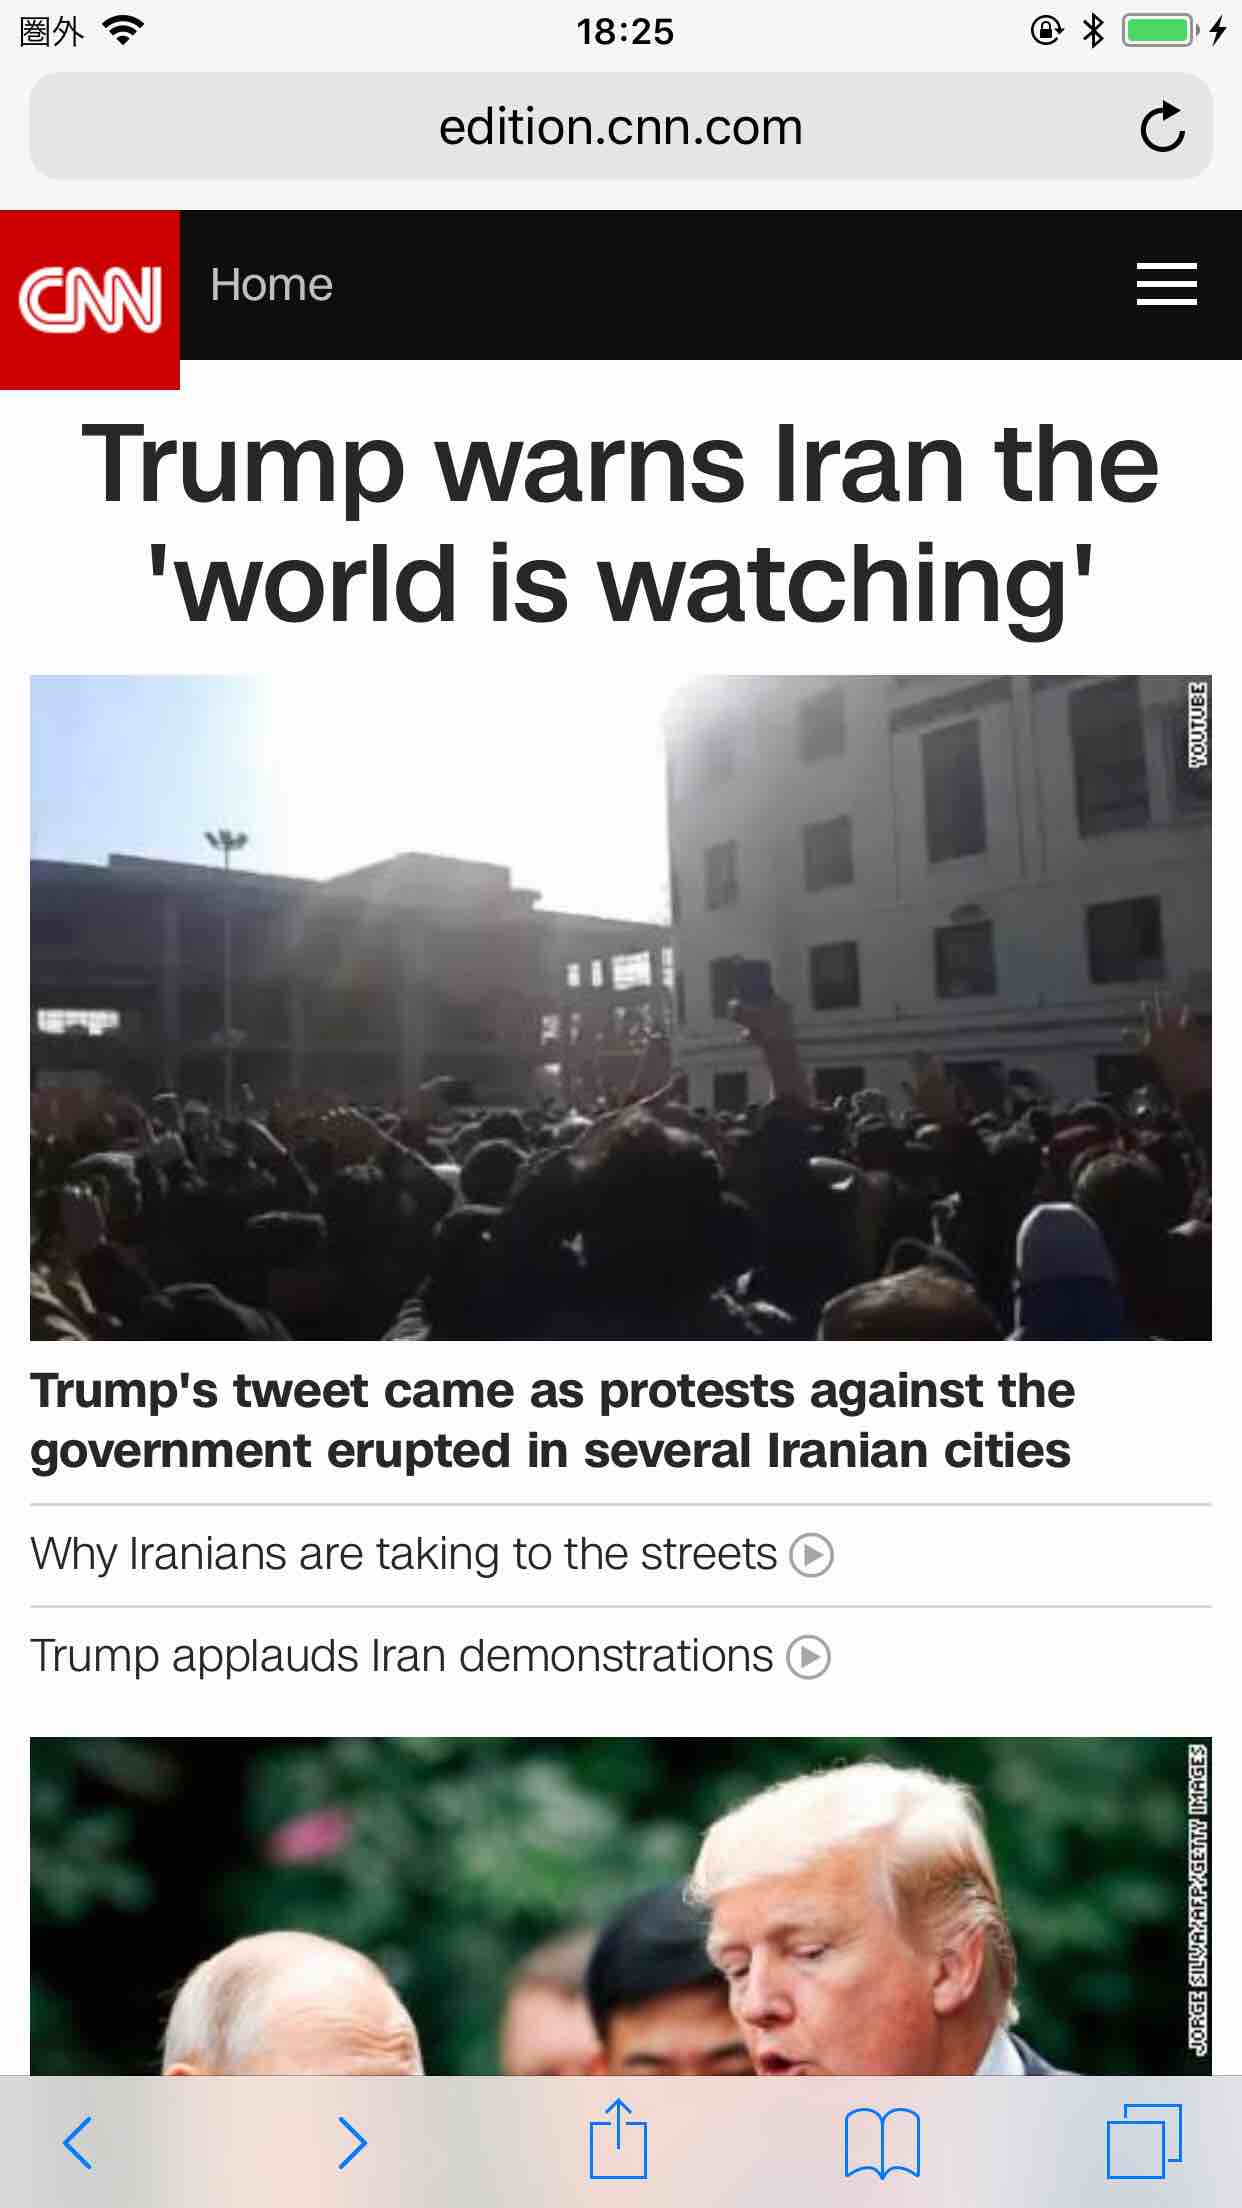 圏外
18:25
edition.cnn.com
CNN
Home
Trump warns Iran the
'world is watching'
YOUTUBE
Trump's tweet came as protests against the
government erupted in several Iranian cities
Why Iranians are taking to the streets
Trump applauds Iran demonstrations
JORGE SILVA/AFP/GETTY IMAGES